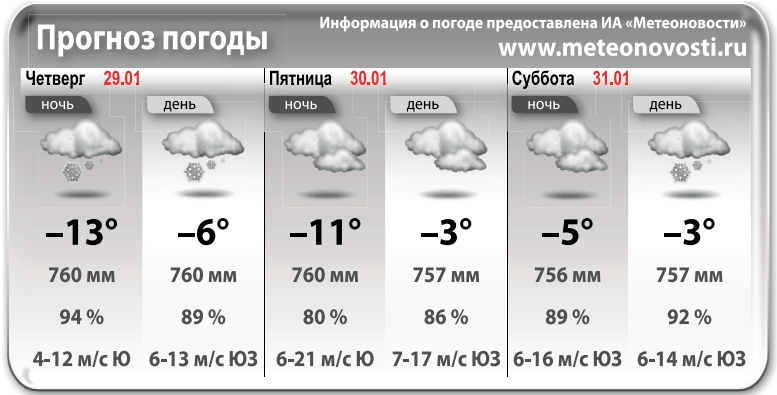 Прогноз погоды
Информация о погоде предоставлена ИА «Метеоновости»
www.meteonovosti.ru
Четверг 29.01 Пятница 30.01 Суббота 31.01
ночь день ночь день ночь день
–13° –6° –11° –3° –5° –3°
760 мм 760 мм 760 мм 757 мм 756 мм 757 мм
94 % 89 % 80 % 86 % 89 % 92 %
4-12 м/с Ю 6-13 м/с ЮЗ 6-21 м/с Ю 7-17 м/с ЮЗ 6-16 м/с ЮЗ 6-14 м/с ЮЗ